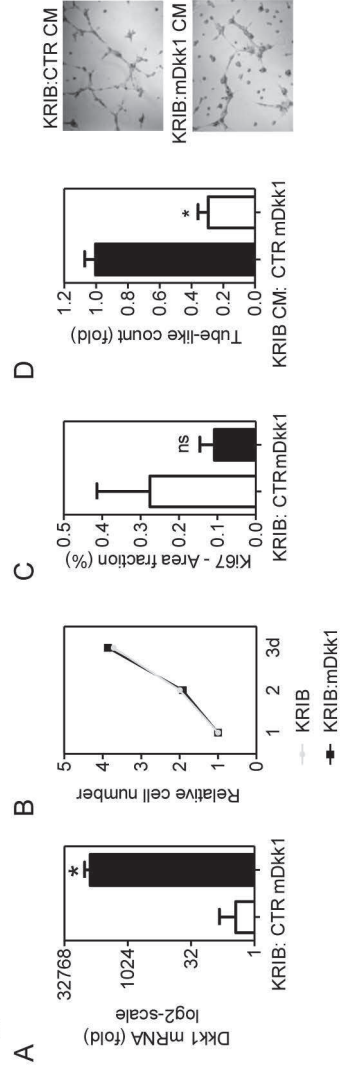 A
Dkk1 mRNA (fold)
log2-scale
32768
1024
32
1
*
KRIB: CTR mDkk1
B
Relative cell number
5
4
3
2
1
0
1 2 3d
KRIB
KRIB:mDkk1
C
Ki67 - Area fraction (%)
0.5
0.4
0.3
0.2
0.1
0.0
ns
KRIB: CTRmDkk1
D
Tube-like count (fold)
1.2
1.0
0.8
0.6
0.4
0.2
0.0
*
KRIB CM: CTR mDkk1
KRIB:CTR CM
KRIB:mDkk1 CM